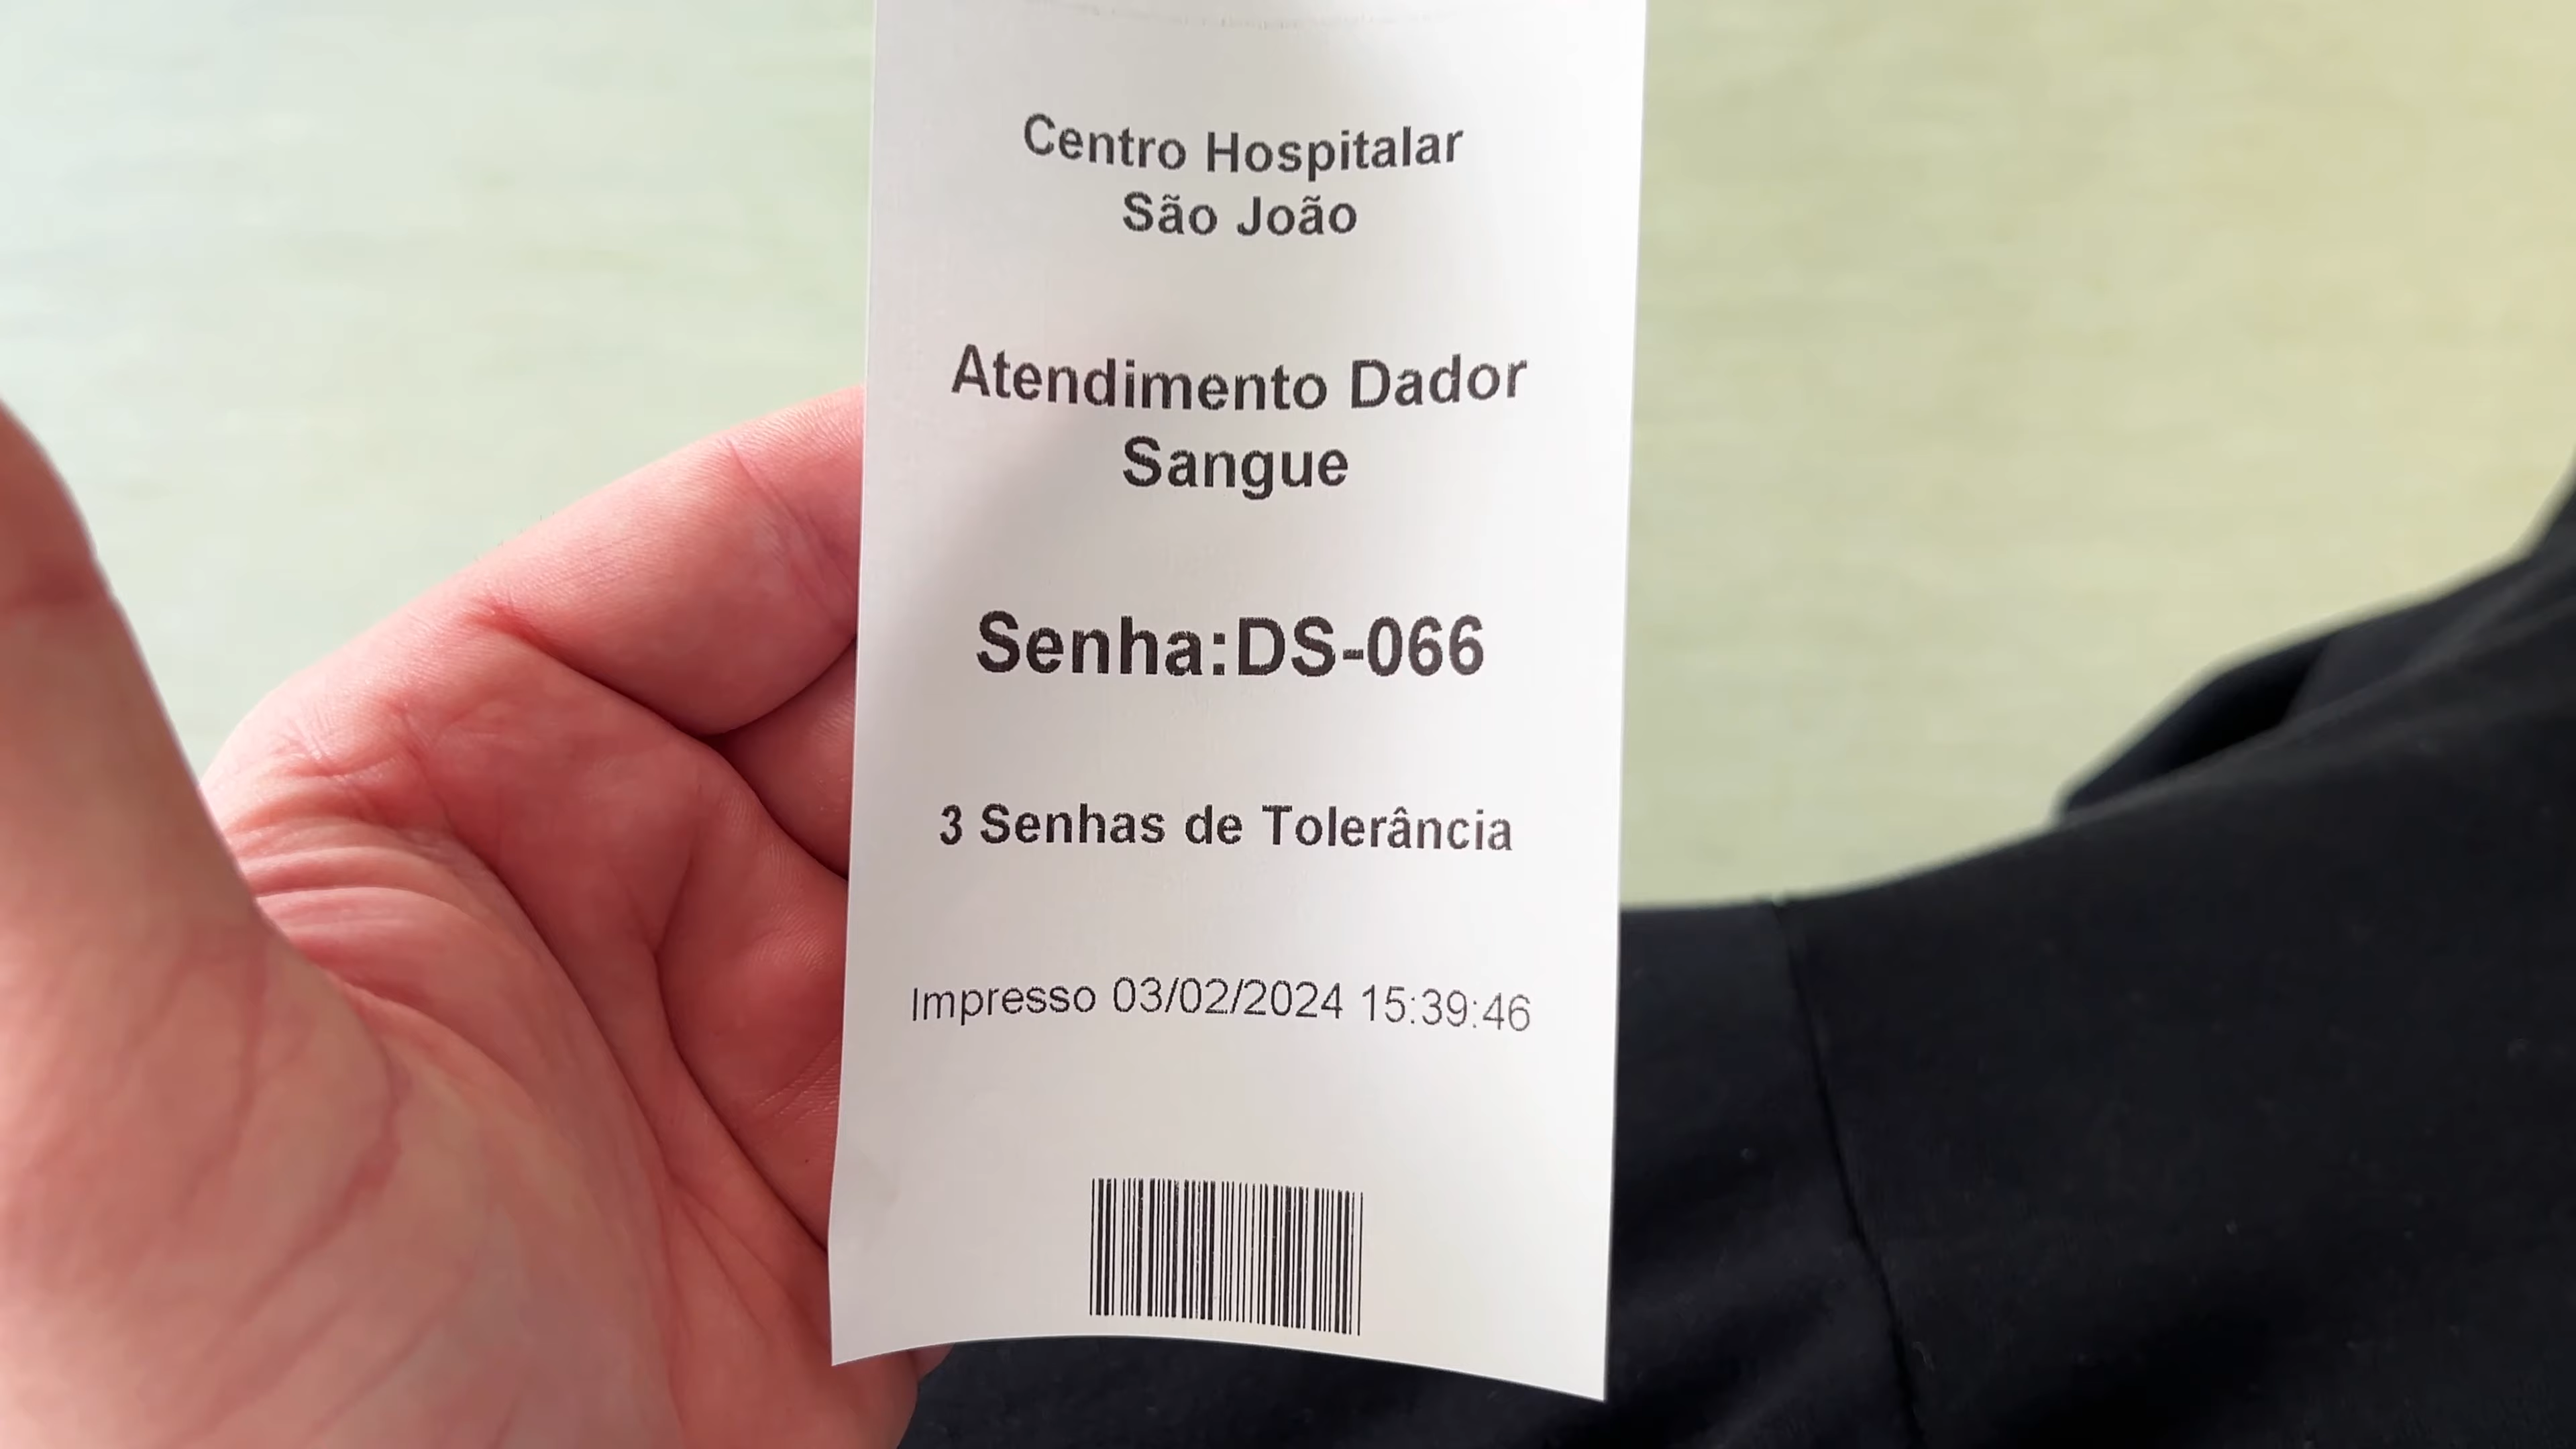 Centro Hospitalar
São João
Atendimento Dador
Sangue
Senha:DS-066
3 Senhas de Tolerância
Impresso 03/02/2024 15:39:46